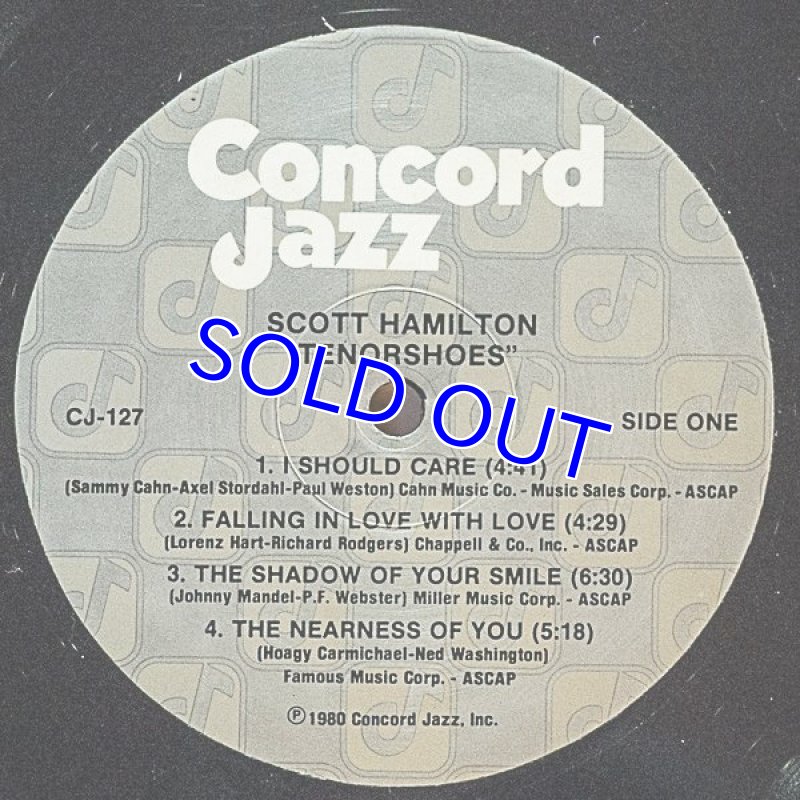 Concord
Jazz
SCOTT HAMILTON
"TENORSHOES"
SOLD OUT
CJ-127
SIDE ONE
1. I SHOULD CARE (4:41)
(Sammy Cahn-Axel Stordahl-Paul Weston) Cahn Music Co. - Music Sales Corp. - ASCAP
2. FALLING IN LOVE WITH LOVE (4:29)
(Lorenz Hart-Richard Rodgers) Chappell & Co., Inc. - ASCAP
3. THE SHADOW OF YOUR SMILE (6:30)
(Johnny Mandel-P.F. Webster) Miller Music Corp. - ASCAP
4. THE NEARNESS OF YOU (5:18)
(Hoagy Carmichael-Ned Washington)
Famous Music Corp. - ASCAP
℗ 1980 Concord Jazz, Inc.